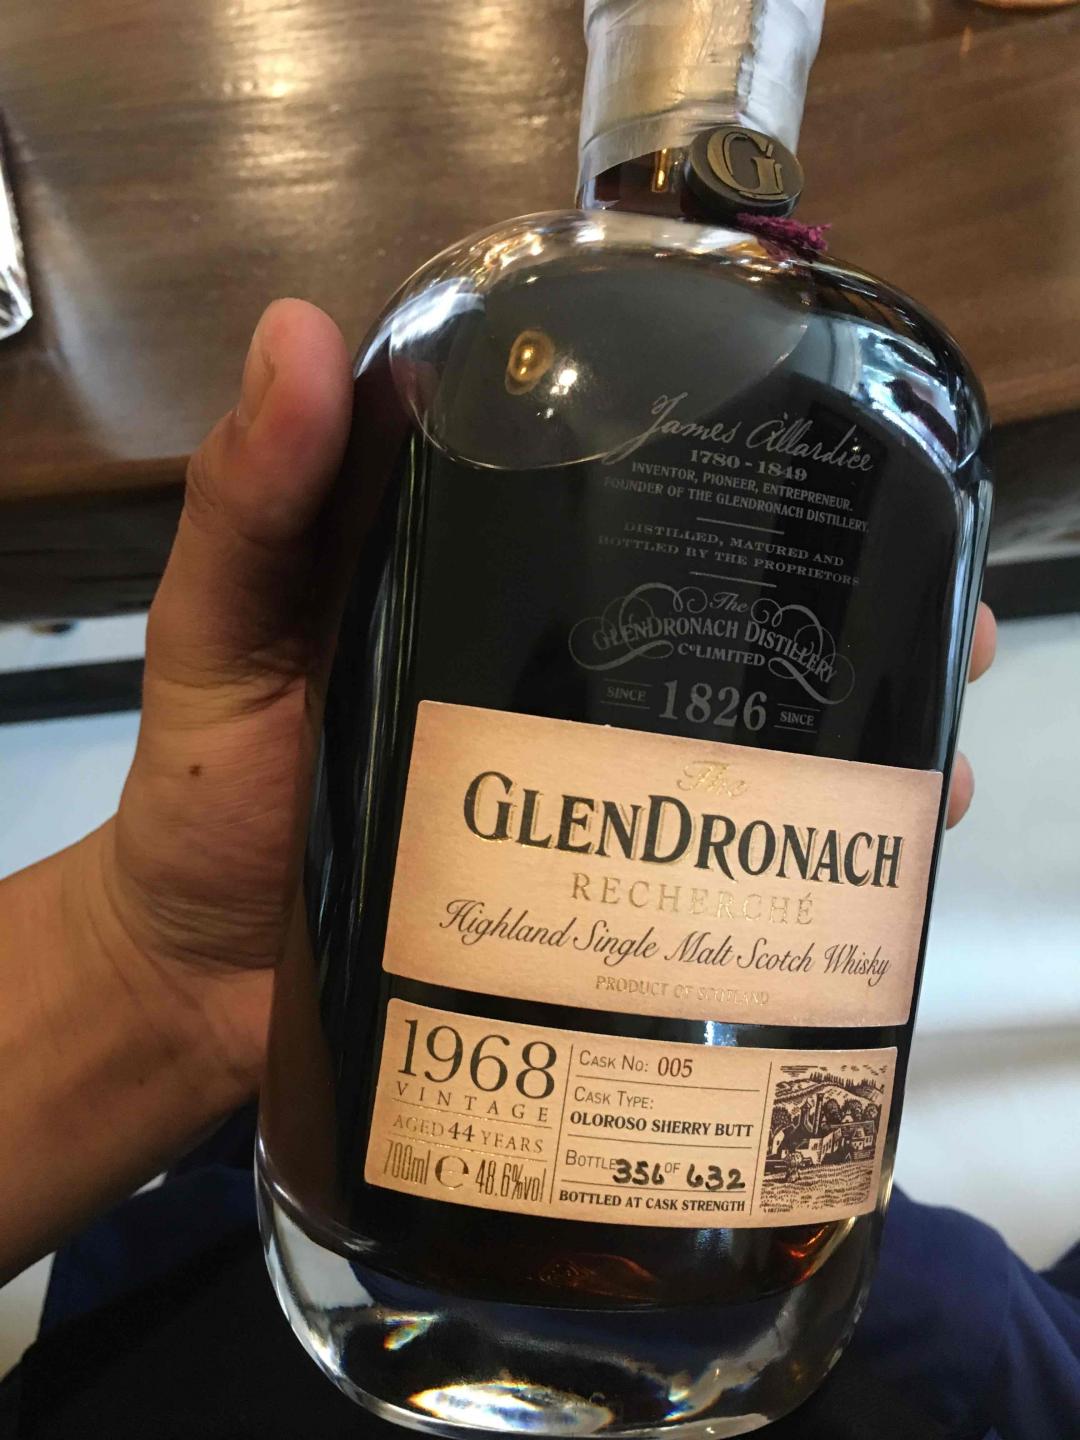 G
James Allardice
1780 - 1849
INVENTOR, PIONEER, ENTREPRENEUR.
FOUNDER OF THE GLENDRONACH DISTILLERY.
DISTILLED, MATURED AND
BOTTLED BY THE PROPRIETORS
The
GLENDRONACH DISTILLERY
Cº LIMITED
SINCE 1826 SINCE
The
GLENDRONACH
RECHERCHÉ
Highland Single Malt Scotch Whisky
PRODUCT OF SCOTLAND
1968
VINTAGE
AGED 44 YEARS
700ml e 48.6%vol
CASK NO: 005
CASK TYPE:
OLOROSO SHERRY BUTT
BOTTLE 356 OF 632
BOTTLED AT CASK STRENGTH